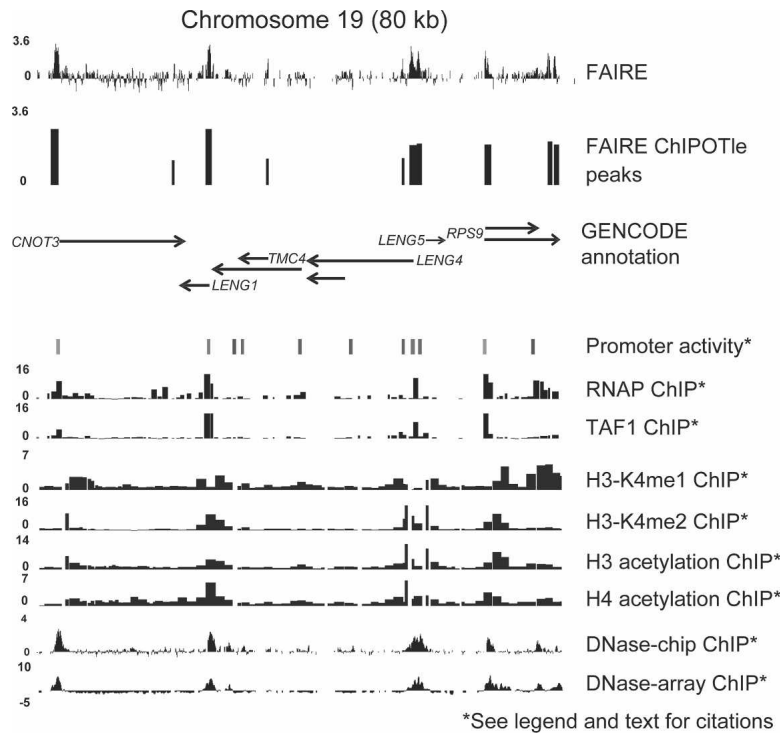 Chromosome 19 (80 kb)
3.6
0
FAIRE
3.6
0
FAIRE ChIPOTle
peaks
CNOT3
LENG5
RPS9
TMC4
LENG4
LENG1
GENCODE
annotation
Promoter activity*
16
0
RNAP ChIP*
16
0
TAF1 ChIP*
7
0
H3-K4me1 ChIP*
16
0
H3-K4me2 ChIP*
14
0
H3 acetylation ChIP*
7
0
H4 acetylation ChIP*
4
0
DNase-chip ChIP*
10
-5
DNase-array ChIP*
*See legend and text for citations